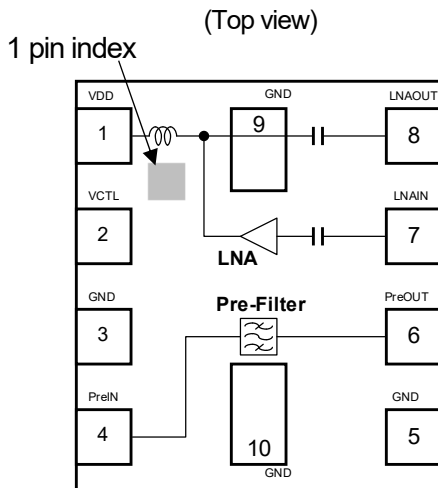 (Top view)
1 pin index
VDD
GND
LNAOUT
1
9
8
VCTL
LNAIN
2
7
LNA
GND
Pre-Filter
PreOUT
3
6
PreIN
GND
4
10
5
GND